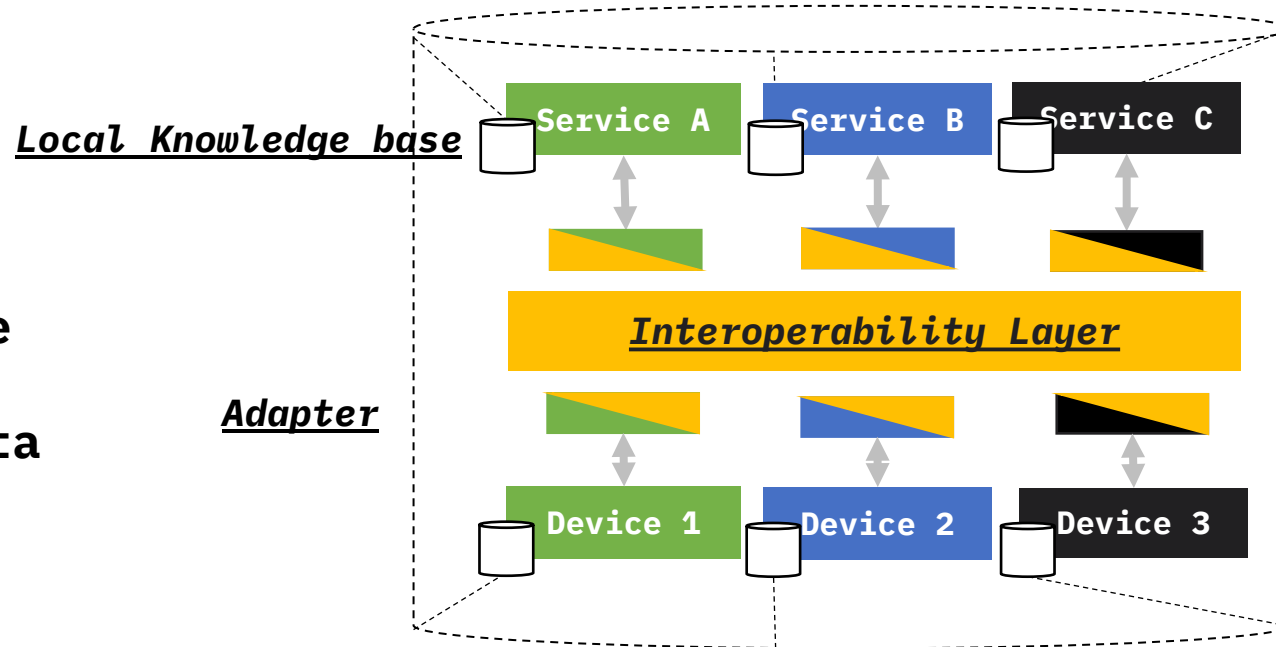 Service A
Service B
Service C
Local Knowledge base
Interoperability Layer
Adapter
Device 1
Device 2
Device 3